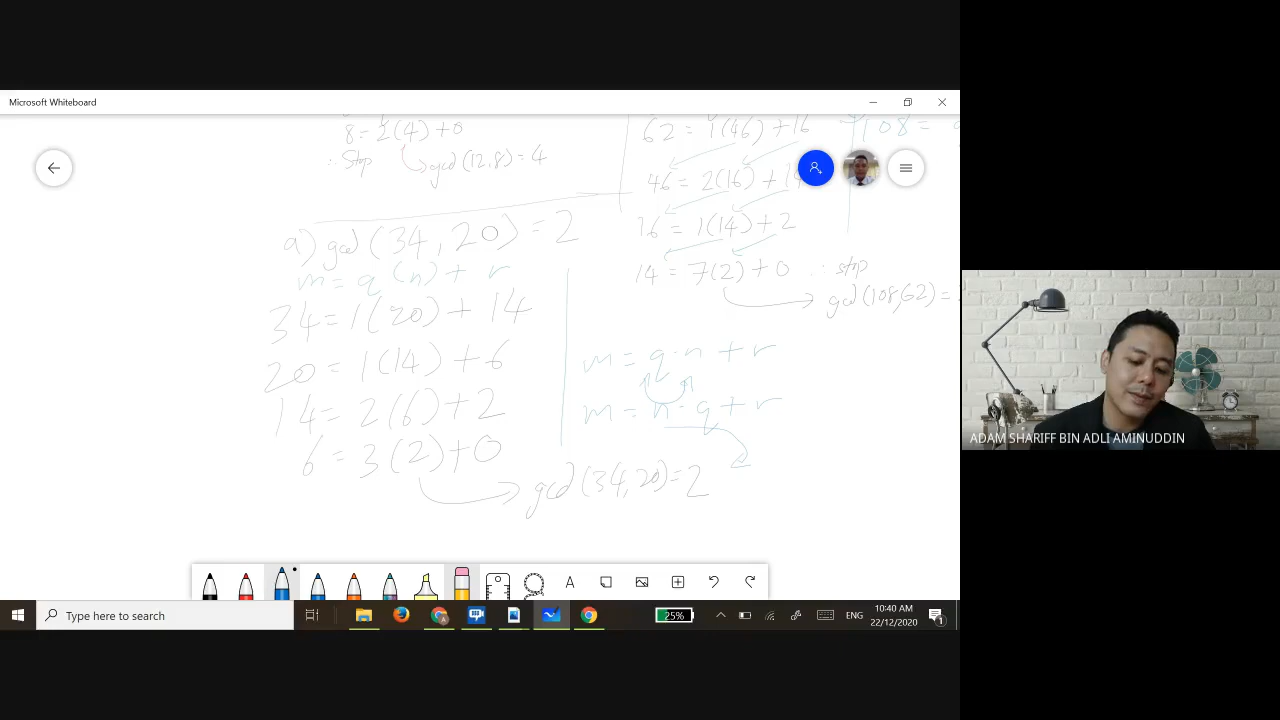 Microsoft Whiteboard
8 = 2(4) + 0
∴ Stop
gcd(12,8) = 4
62 = 1(46) + 16
46 = 2(16) + 14
16 = 1(14) + 2
14 = 7(2) + 0 ∴ stop
gcd(108,62) =
108 =
a) gcd(34, 20) = 2
m = q (n) + r
34 = 1(20) + 14
20 = 1(14) + 6
14 = 2(6) + 2
6 = 3(2) + 0
gcd(34,20) = 2
m = q · n + r
m = n · q + r
ADAM SHARIFF BIN ADLI AMINUDDIN
A
Type here to search
25%
ENG
10:40 AM
22/12/2020
1